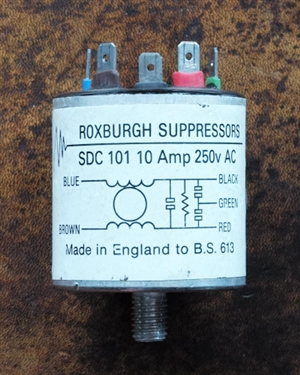 ROXBURGH SUPPRESSORS
SDC 101 10 Amp 250v AC
BLUE BLACK
GREEN
BROWN RED
Made in England to B.S. 613